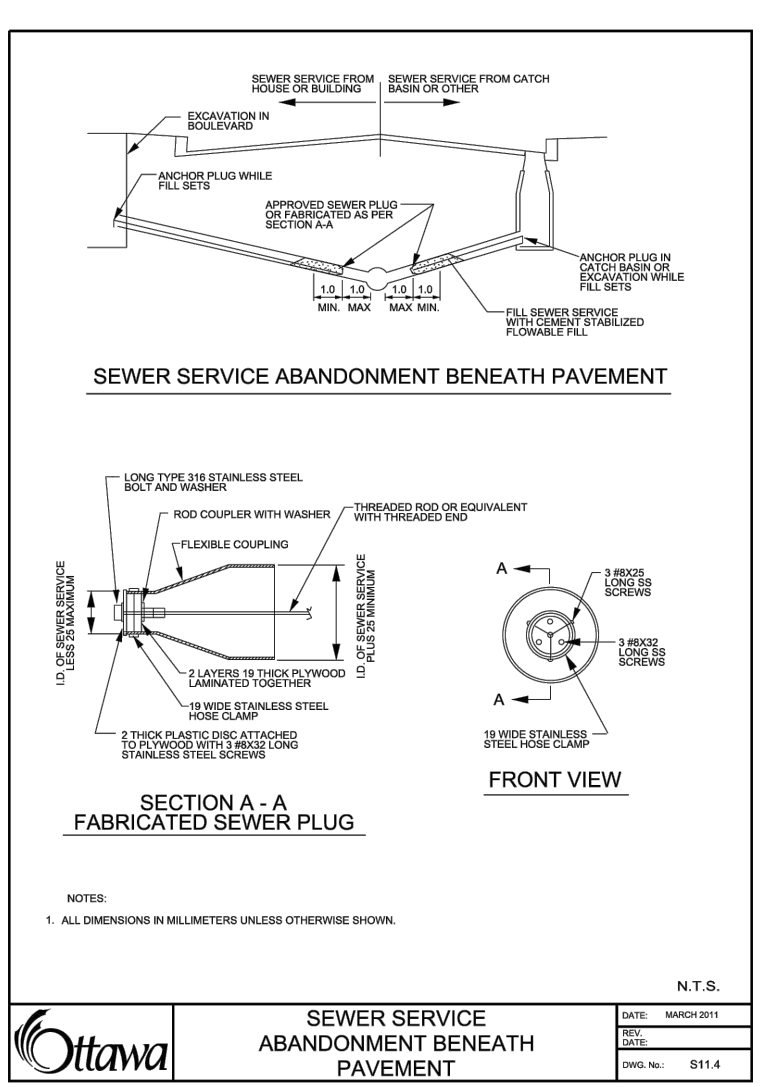 SEWER SERVICE FROM
HOUSE OR BUILDING
SEWER SERVICE FROM CATCH
BASIN OR OTHER
EXCAVATION IN
BOULEVARD
ANCHOR PLUG WHILE
FILL SETS
APPROVED SEWER PLUG
OR FABRICATED AS PER
SECTION A-A
ANCHOR PLUG IN
CATCH BASIN OR
EXCAVATION WHILE
FILL SETS
1.0 1.0 1.0 1.0
MIN. MAX MAX MIN.
FILL SEWER SERVICE
WITH CEMENT STABILIZED
FLOWABLE FILL
SEWER SERVICE ABANDONMENT BENEATH PAVEMENT
LONG TYPE 316 STAINLESS STEEL
BOLT AND WASHER
ROD COUPLER WITH WASHER
THREADED ROD OR EQUIVALENT
WITH THREADED END
FLEXIBLE COUPLING
I.D. OF SEWER SERVICE
LESS 25 MAXIMUM
I.D. OF SEWER SERVICE
PLUS 25 MINIMUM
2 LAYERS 19 THICK PLYWOOD
LAMINATED TOGETHER
19 WIDE STAINLESS STEEL
HOSE CLAMP
2 THICK PLASTIC DISC ATTACHED
TO PLYWOOD WITH 3 #8X32 LONG
STAINLESS STEEL SCREWS
SECTION A - A
FABRICATED SEWER PLUG
A
3 #8X25
LONG SS
SCREWS
3 #8X32
LONG SS
SCREWS
A
19 WIDE STAINLESS
STEEL HOSE CLAMP
FRONT VIEW
NOTES:
1. ALL DIMENSIONS IN MILLIMETERS UNLESS OTHERWISE SHOWN.
N.T.S.
Ottawa
SEWER SERVICE
ABANDONMENT BENEATH
PAVEMENT
DATE: MARCH 2011
REV.
DATE:
DWG. No.: S11.4